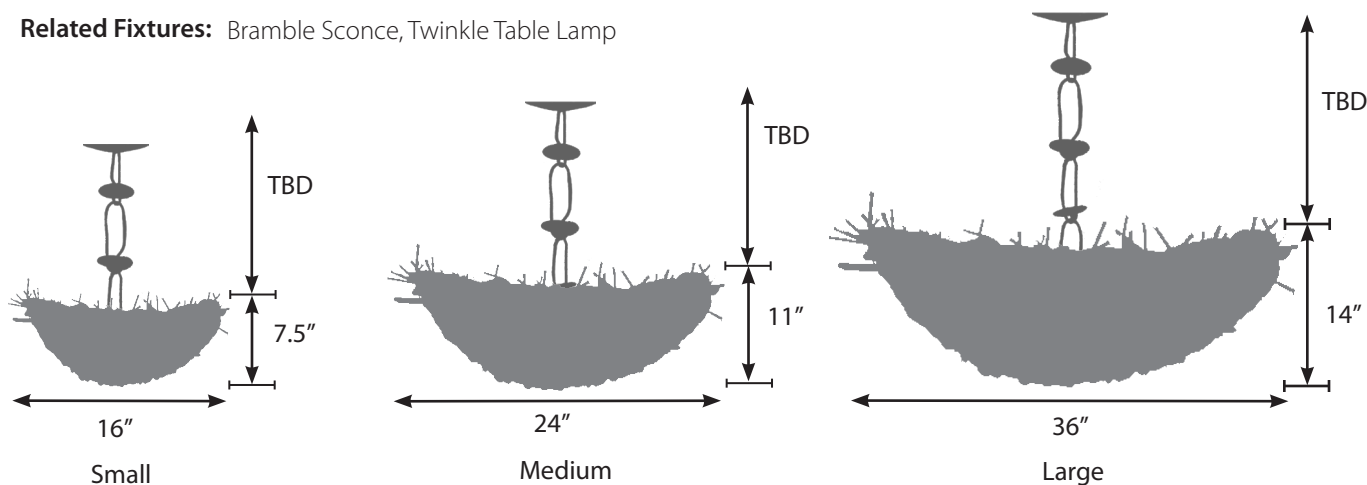 Related Fixtures: Bramble Sconce, Twinkle Table Lamp
TBD
7.5”
16”
Small
TBD
11”
24”
Medium
TBD
14”
36”
Large